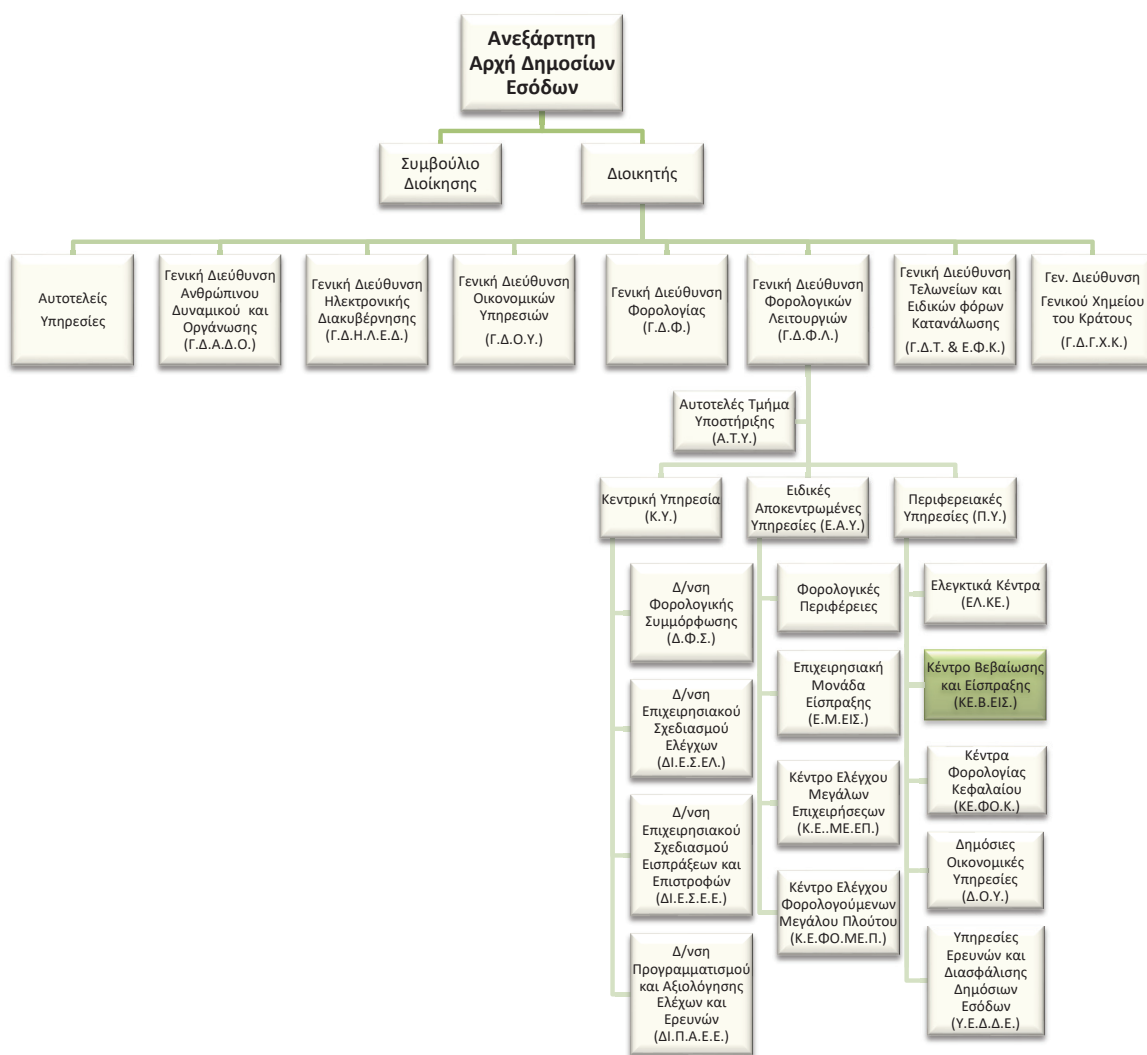 Ανεξάρτητη
Αρχή Δημοσίων
Εσόδων
Συμβούλιο
Διοίκησης
Διοικητής
Αυτοτελείς
Υπηρεσίες
Γενική Διεύθυνση
Ανθρώπινου
Δυναμικού και
Οργάνωσης
(Γ.Δ.Α.Δ.Ο.)
Γενική Διεύθυνση
Ηλεκτρονικής
Διακυβέρνησης
(Γ.Δ.Η.Λ.Ε.Δ.)
Γενική Διεύθυνση
Οικονομικών
Υπηρεσιών
(Γ.Δ.Ο.Υ.)
Γενική Διεύθυνση
Φορολογίας
(Γ.Δ.Φ.)
Γενική Διεύθυνση
Φορολογικών
Λειτουργιών
(Γ.Δ.Φ.Λ.)
Γενική Διεύθυνση
Τελωνείων και
Ειδικών φόρων
Κατανάλωσης
(Γ.Δ.Τ. & Ε.Φ.Κ.)
Γεν. Διεύθυνση
Γενικού Χημείου
του Κράτους
(Γ.Δ.Γ.Χ.Κ.)
Αυτοτελές Τμήμα
Υποστήριξης
(Α.Τ.Υ.)
Κεντρική Υπηρεσία
(Κ.Υ.)
Ειδικές
Αποκεντρωμένες
Υπηρεσίες (Ε.Α.Υ.)
Περιφερειακές
Υπηρεσίες (Π.Υ.)
Δ/νση
Φορολογικής
Συμμόρφωσης
(Δ.Φ.Σ.)
Δ/νση
Επιχειρησιακού
Σχεδιασμού
Ελέγχων
(ΔΙ.Ε.Σ.ΕΛ.)
Δ/νση
Επιχειρησιακού
Σχεδιασμού
Εισπράξεων και
Επιστροφών
(ΔΙ.Ε.Σ.Ε.Ε.)
Δ/νση
Προγραμματισμού
και Αξιολόγησης
Ελέχων και
Ερευνών
(ΔΙ.Π.Α.Ε.Ε.)
Φορολογικές
Περιφέρειες
Επιχειρησιακή
Μονάδα
Είσπραξης
(Ε.Μ.ΕΙΣ.)
Κέντρο Ελέγχου
Μεγάλων
Επιχειρήσεςων
(Κ.Ε..ΜΕ.ΕΠ.)
Κέντρο Ελέγχου
Φορολογούμενων
Μεγάλου Πλούτου
(Κ.Ε.ΦΟ.ΜΕ.Π.)
Ελεγκτικά Κέντρα
(ΕΛ.ΚΕ.)
Κέντρο Βεβαίωσης
και Είσπραξης
(ΚΕ.Β.ΕΙΣ.)
Κέντρα
Φορολογίας
Κεφαλαίου
(ΚΕ.ΦΟ.Κ.)
Δημόσιες
Οικονομικές
Υπηρεσίες
(Δ.Ο.Υ.)
Υπηρεσίες
Ερευνών και
Διασφάλισης
Δημόσιων
Εσόδων
(Υ.Ε.Δ.Δ.Ε.)